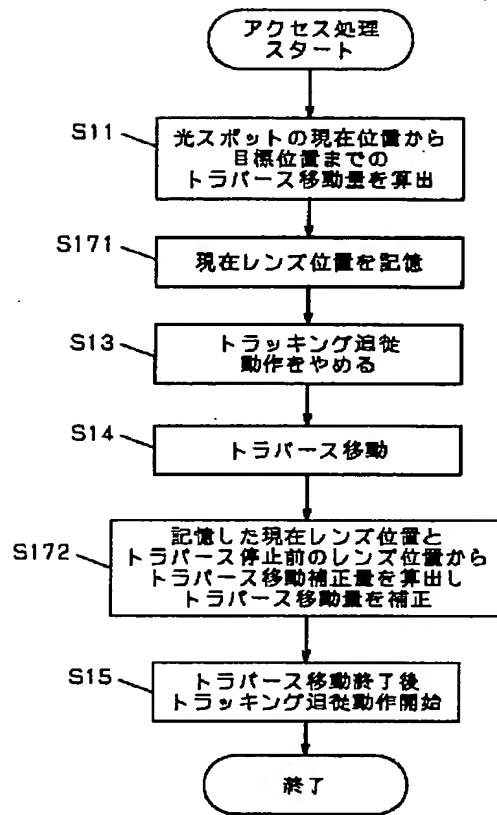 アクセス処理
スタート
S11
光スポットの現在位置から
目標位置までの
トラバース移動量を算出
S171
現在レンズ位置を記憶
S13
トラッキング追従
動作をやめる
S14
トラバース移動
S172
記憶した現在レンズ位置と
トラバース停止前のレンズ位置から
トラバース移動補正量を算出し
トラバース移動量を補正
S15
トラバース移動終了後
トラッキング追従動作開始
終了